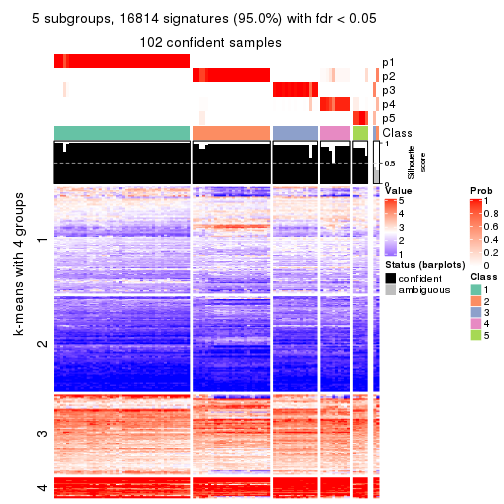 5 subgroups, 16814 signatures (95.0%) with fdr < 0.05
102 confident samples
p1
p2
p3
p4
p5
Class
1
0.5
0
Silhouette
score
k-means with 4 groups
1
2
3
4
Value
5
4
3
2
1
Status (barplots)
confident
ambiguous
Prob
1
0.8
0.6
0.4
0.2
0
Class
1
2
3
4
5